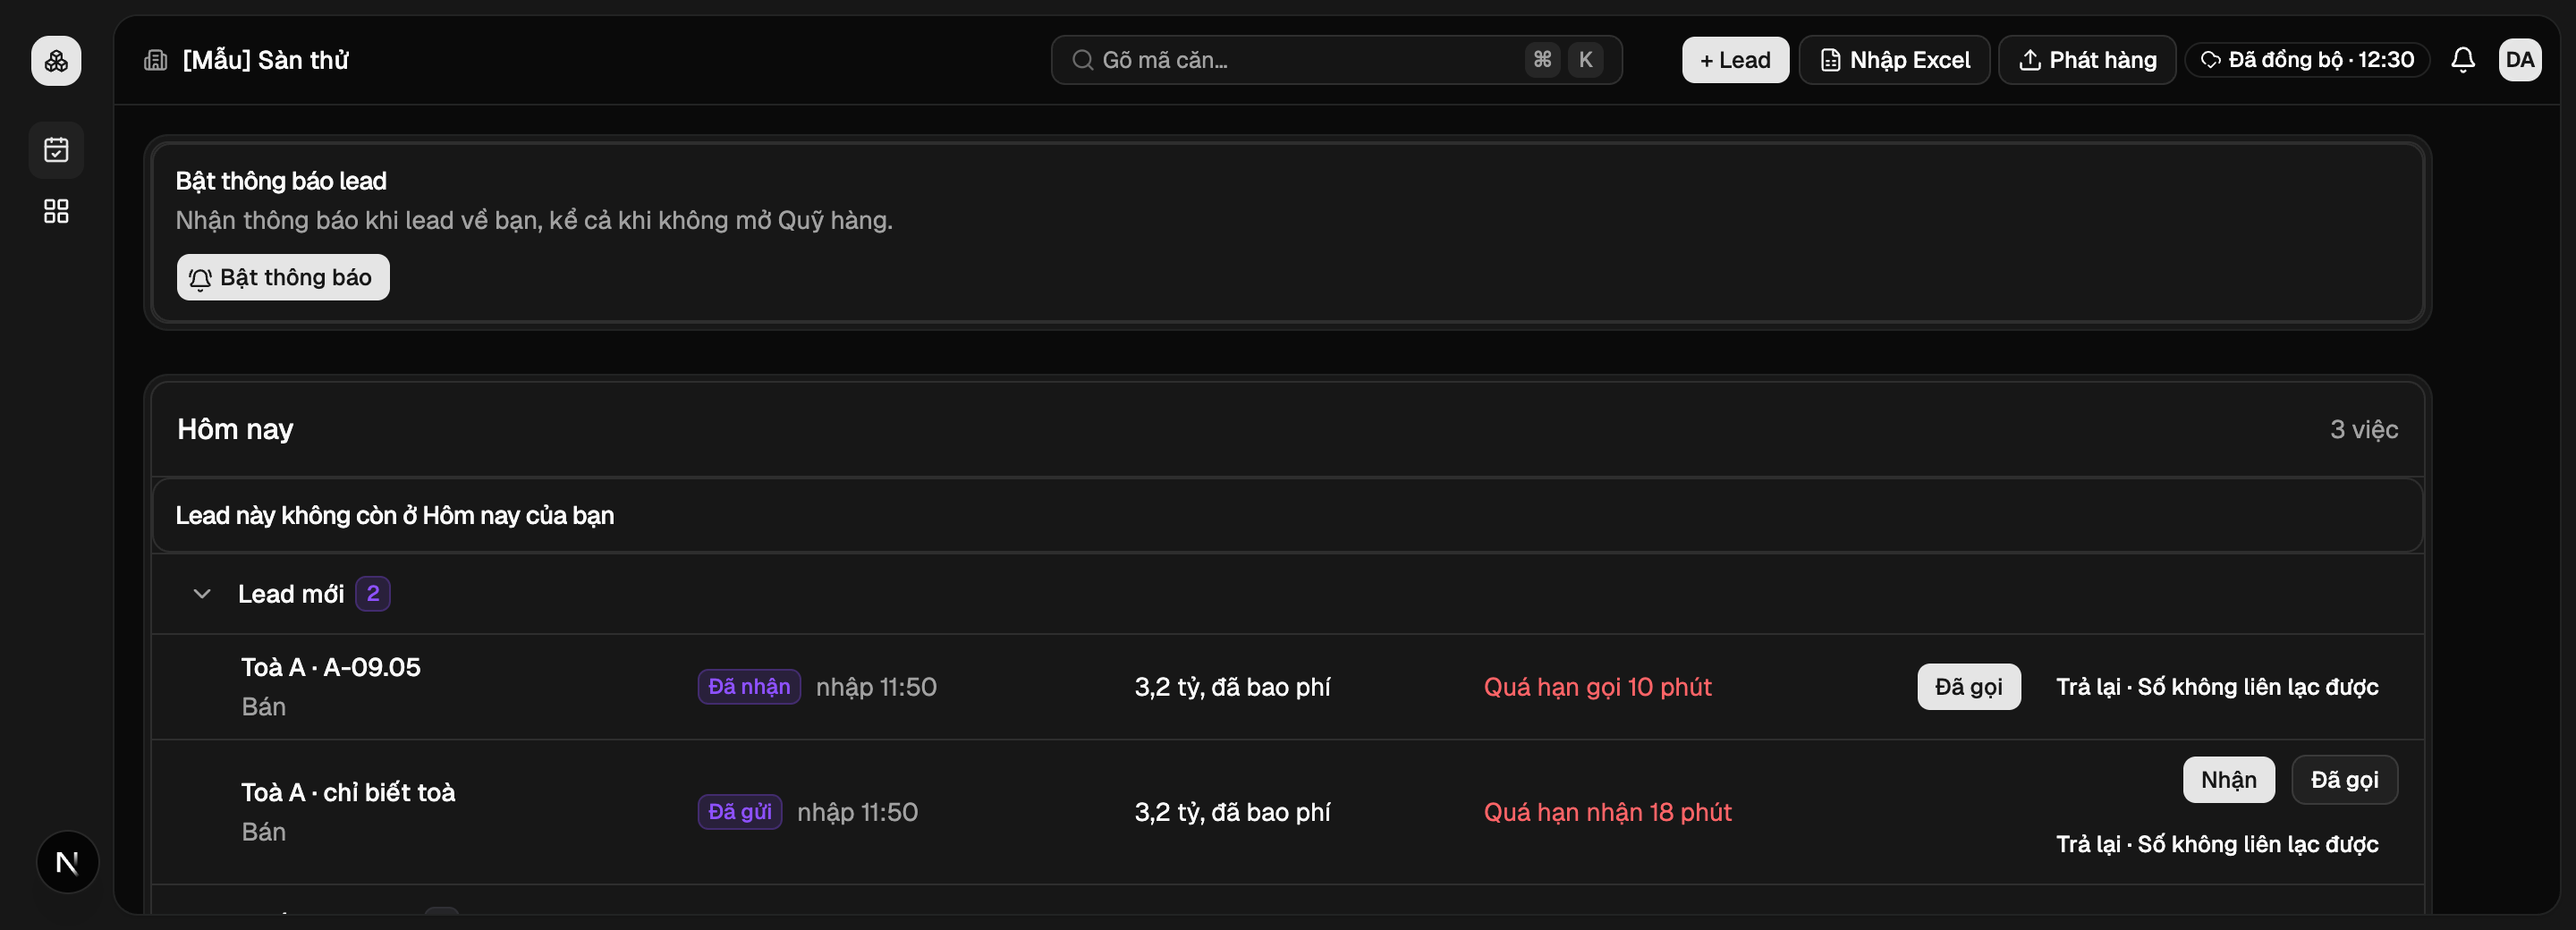 [Mẫu] Sàn thử
Gõ mã căn...
⌘ K
+ Lead
Nhập Excel
Phát hàng
Đã đồng bộ · 12:30
DA
Bật thông báo lead
Nhận thông báo khi lead về bạn, kể cả khi không mở Quỹ hàng.
Bật thông báo
Hôm nay
3 việc
Lead này không còn ở Hôm nay của bạn
Lead mới 2
Toà A · A-09.05
Bán
Đã nhận nhập 11:50
3,2 tỷ, đã bao phí
Quá hạn gọi 10 phút
Đã gọi
Trả lại · Số không liên lạc được
Toà A · chỉ biết toà
Bán
Đã gửi nhập 11:50
3,2 tỷ, đã bao phí
Quá hạn nhận 18 phút
Nhận
Đã gọi
Trả lại · Số không liên lạc được
N